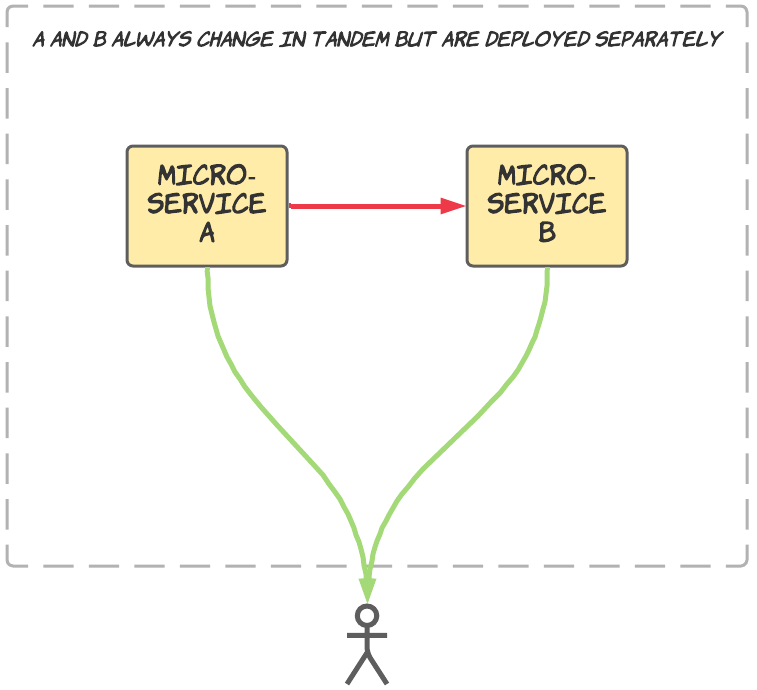 A AND B ALWAYS CHANGE IN TANDEM BUT ARE DEPLOYED SEPARATELY
MICRO-
SERVICE
A
MICRO-
SERVICE
B